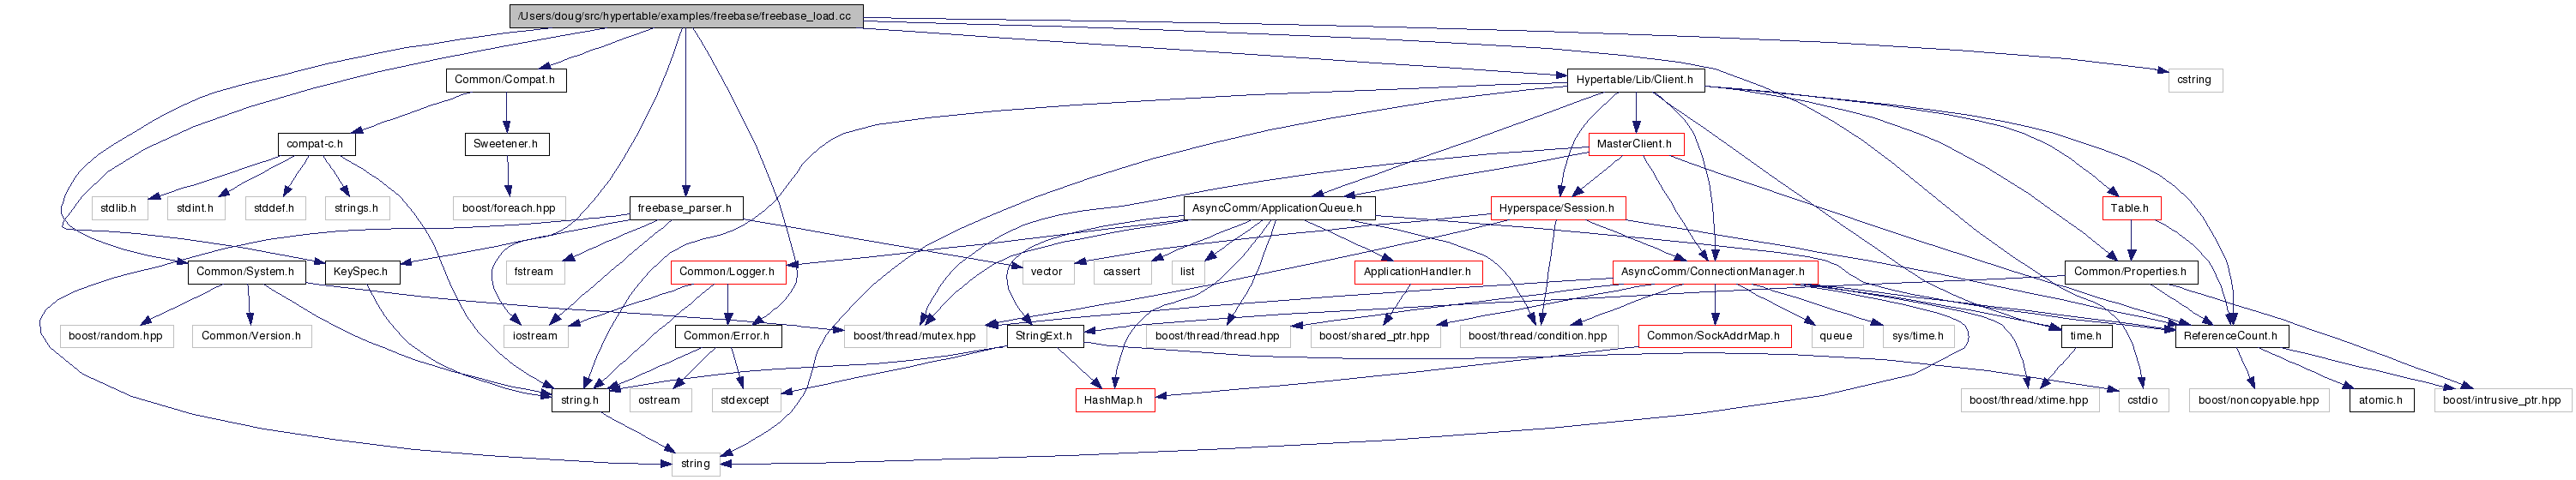 /Users/doug/src/hypertable/examples/freebase/freebase_load.cc
Common/Compat.h
Hypertable/Lib/Client.h
cstring
compat-c.h
Sweetener.h
MasterClient.h
stdlib.h
stdint.h
stddef.h
strings.h
boost/foreach.hpp
freebase_parser.h
AsyncComm/ApplicationQueue.h
Hyperspace/Session.h
Table.h
Common/System.h
KeySpec.h
fstream
Common/Logger.h
vector
cassert
list
ApplicationHandler.h
AsyncComm/ConnectionManager.h
Common/Properties.h
boost/random.hpp
Common/Version.h
iostream
Common/Error.h
boost/thread/mutex.hpp
StringExt.h
boost/thread/thread.hpp
boost/shared_ptr.hpp
boost/thread/condition.hpp
Common/SockAddrMap.h
queue
sys/time.h
time.h
ReferenceCount.h
string.h
ostream
stdexcept
HashMap.h
boost/thread/xtime.hpp
cstdio
boost/noncopyable.hpp
atomic.h
boost/intrusive_ptr.hpp
string